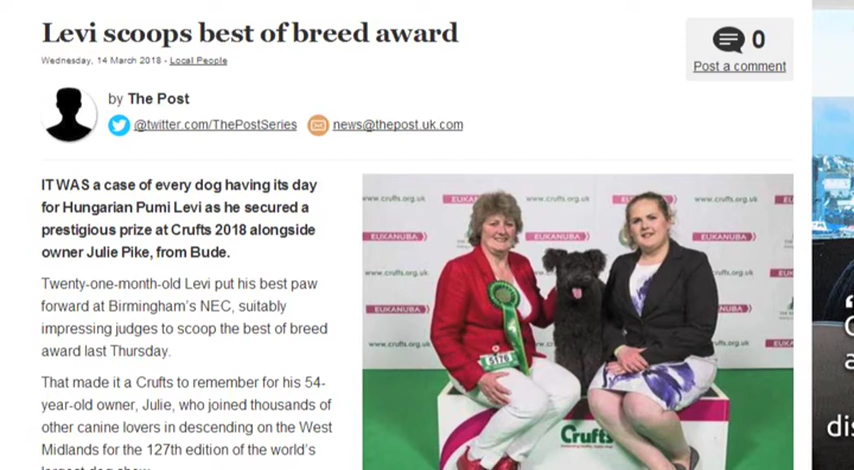 Levi scoops best of breed award
Wednesday, 14 March 2018 - Local People
0
Post a comment
by The Post
@twitter.com/ThePostSeries news@thepost.uk.com
IT WAS a case of every dog having its day
for Hungarian Pumi Levi as he secured a
prestigious prize at Crufts 2018 alongside
owner Julie Pike, from Bude.
Twenty-one-month-old Levi put his best paw
forward at Birmingham's NEC, suitably
impressing judges to scoop the best of breed
award last Thursday.
That made it a Crufts to remember for his 54-
year-old owner, Julie, who joined thousands of
other canine lovers in descending on the West
Midlands for the 127th edition of the world's
largest dog show
www.crufts.org.uk
EUKANUBA
5176
Crufts
dis